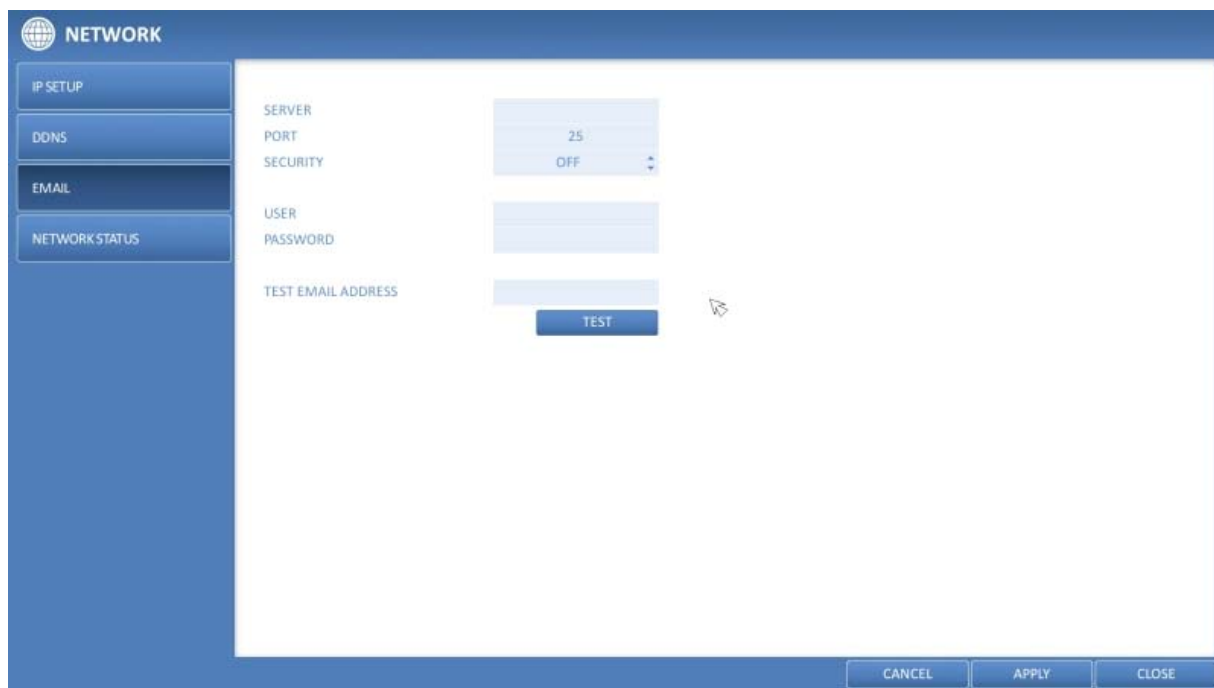 NETWORK
IP SETUP
DDNS
EMAIL
NETWORK STATUS
SERVER
PORT 25
SECURITY OFF
USER
PASSWORD
TEST EMAIL ADDRESS
TEST
CANCEL APPLY CLOSE